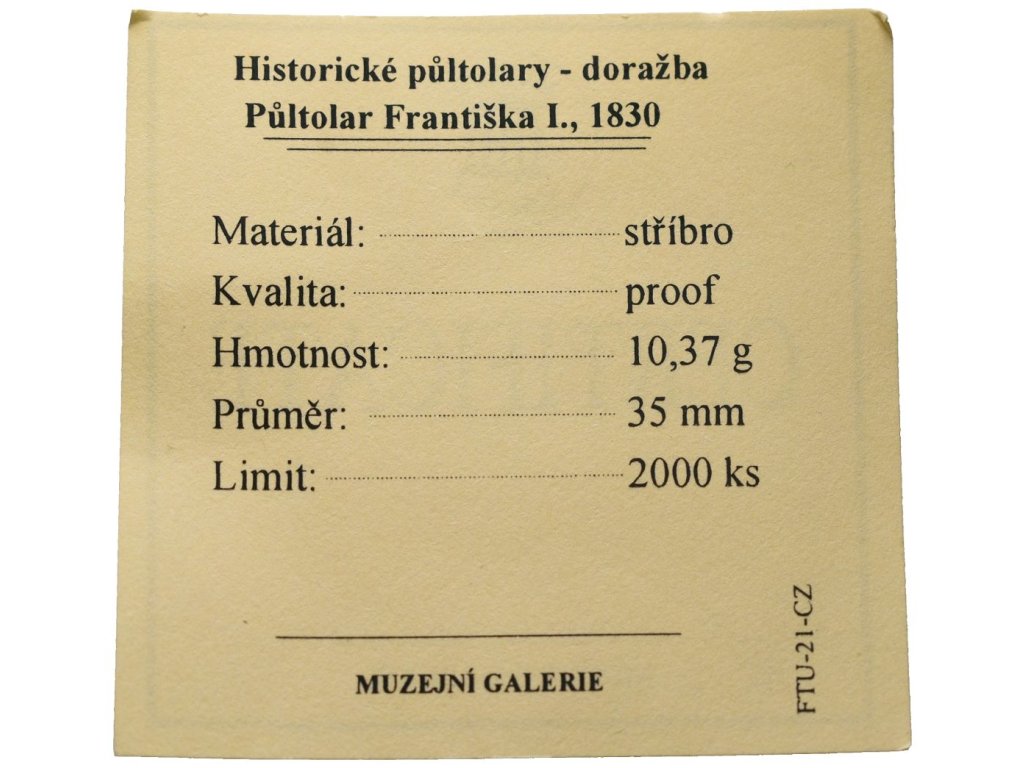 Historické půltolary - doražba
Půltolar Františka I., 1830
Materiál: stříbro
Kvalita: proof
Hmotnost: 10,37 g
Průměr: 35 mm
Limit: 2000 ks
MUZEJNÍ GALERIE
FTU-21-CZ